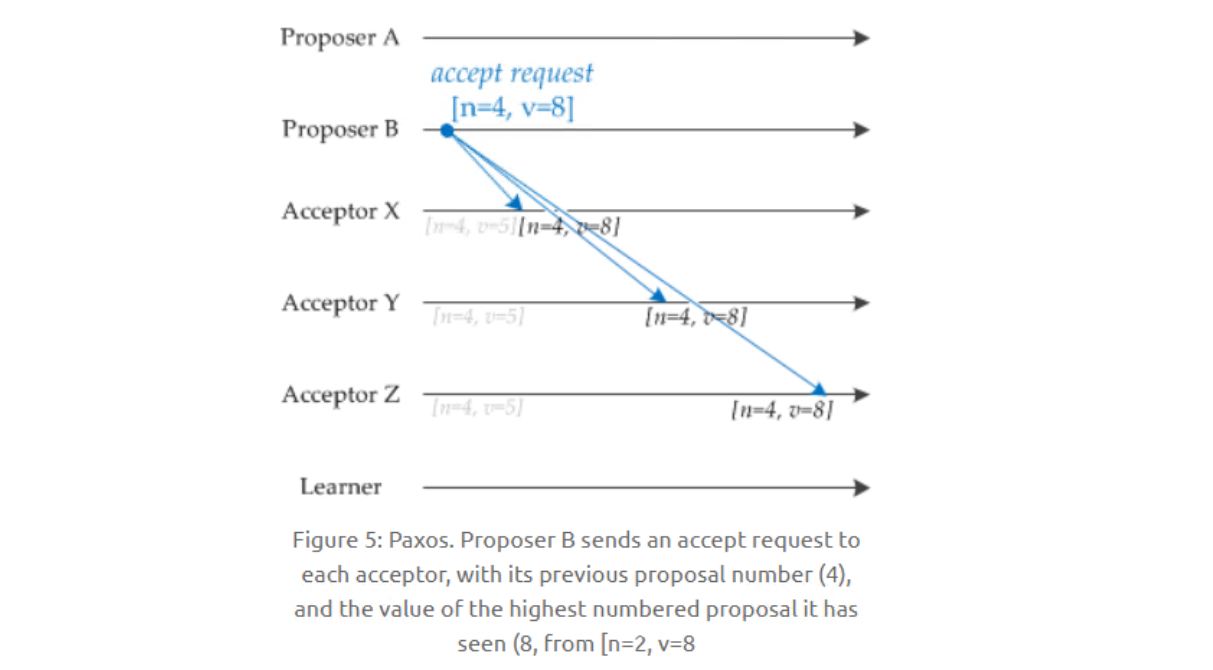 Proposer A
accept request
[n=4, v=8]
Proposer B
Acceptor X
[n=4, v=5] [n=4, v=8]
Acceptor Y
[n=4, v=5] [n=4, v=8]
Acceptor Z
[n=4, v=5] [n=4, v=8]
Learner
Figure 5: Paxos. Proposer B sends an accept request to
each acceptor, with its previous proposal number (4),
and the value of the highest numbered proposal it has
seen (8, from [n=2, v=8